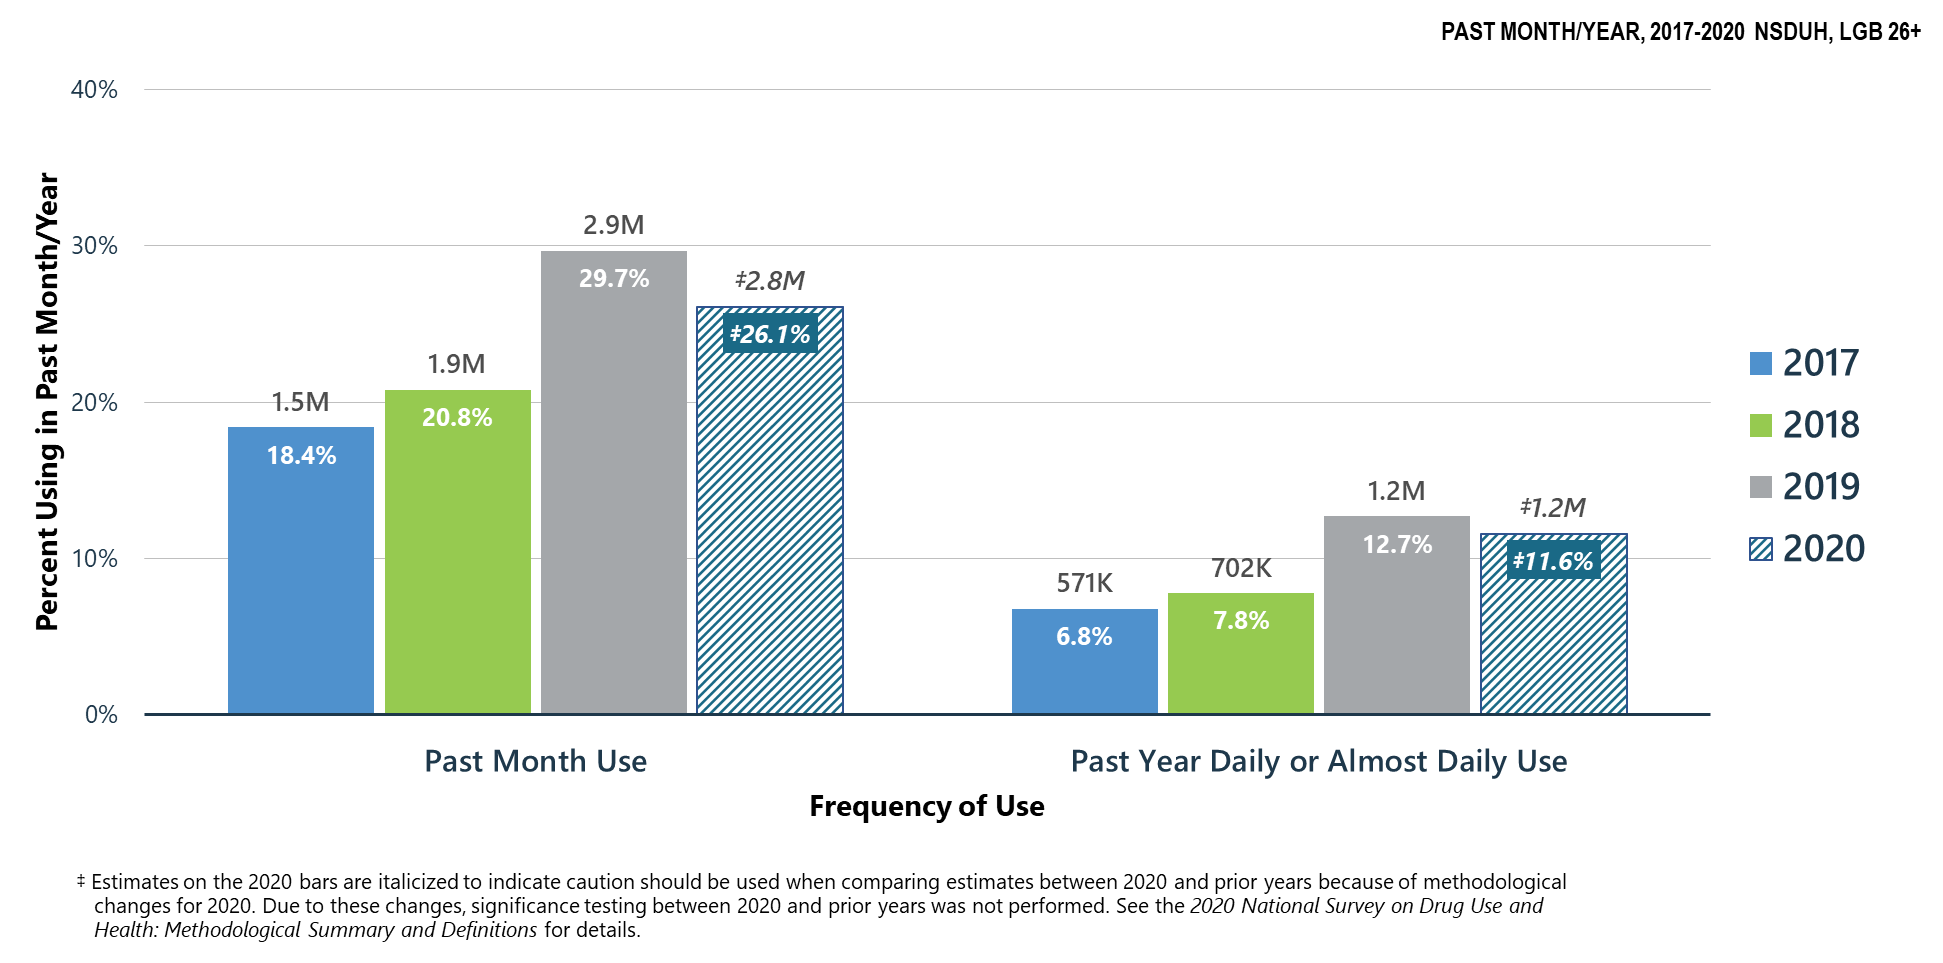 PAST MONTH/YEAR, 2017-2020 NSDUH, LGB 26+
Percent Using in Past Month/Year
40%
30%
20%
10%
0%
1.5M
18.4%
1.9M
20.8%
2.9M
29.7%
‡2.8M
‡26.1%
571K
6.8%
702K
7.8%
1.2M
12.7%
‡1.2M
‡11.6%
2017
2018
2019
2020
Past Month Use
Past Year Daily or Almost Daily Use
Frequency of Use
‡ Estimates on the 2020 bars are italicized to indicate caution should be used when comparing estimates between 2020 and prior years because of methodological
changes for 2020. Due to these changes, significance testing between 2020 and prior years was not performed. See the 2020 National Survey on Drug Use and
Health: Methodological Summary and Definitions for details.